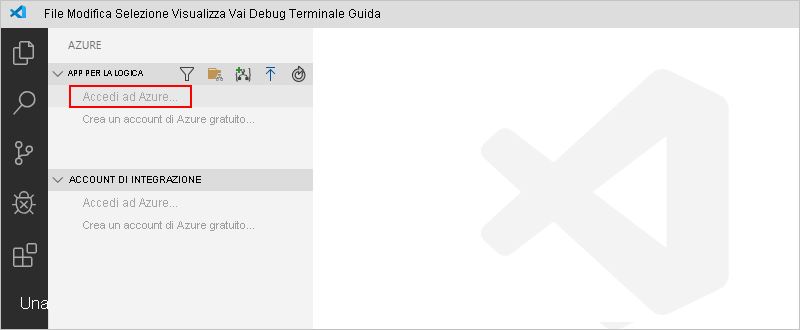 File Modifica Selezione Visualizza Vai Debug Terminale Guida
AZURE
APP PER LA LOGICA
Accedi ad Azure...
Crea un account di Azure gratuito...
ACCOUNT DI INTEGRAZIONE
Accedi ad Azure...
Crea un account di Azure gratuito...
Una